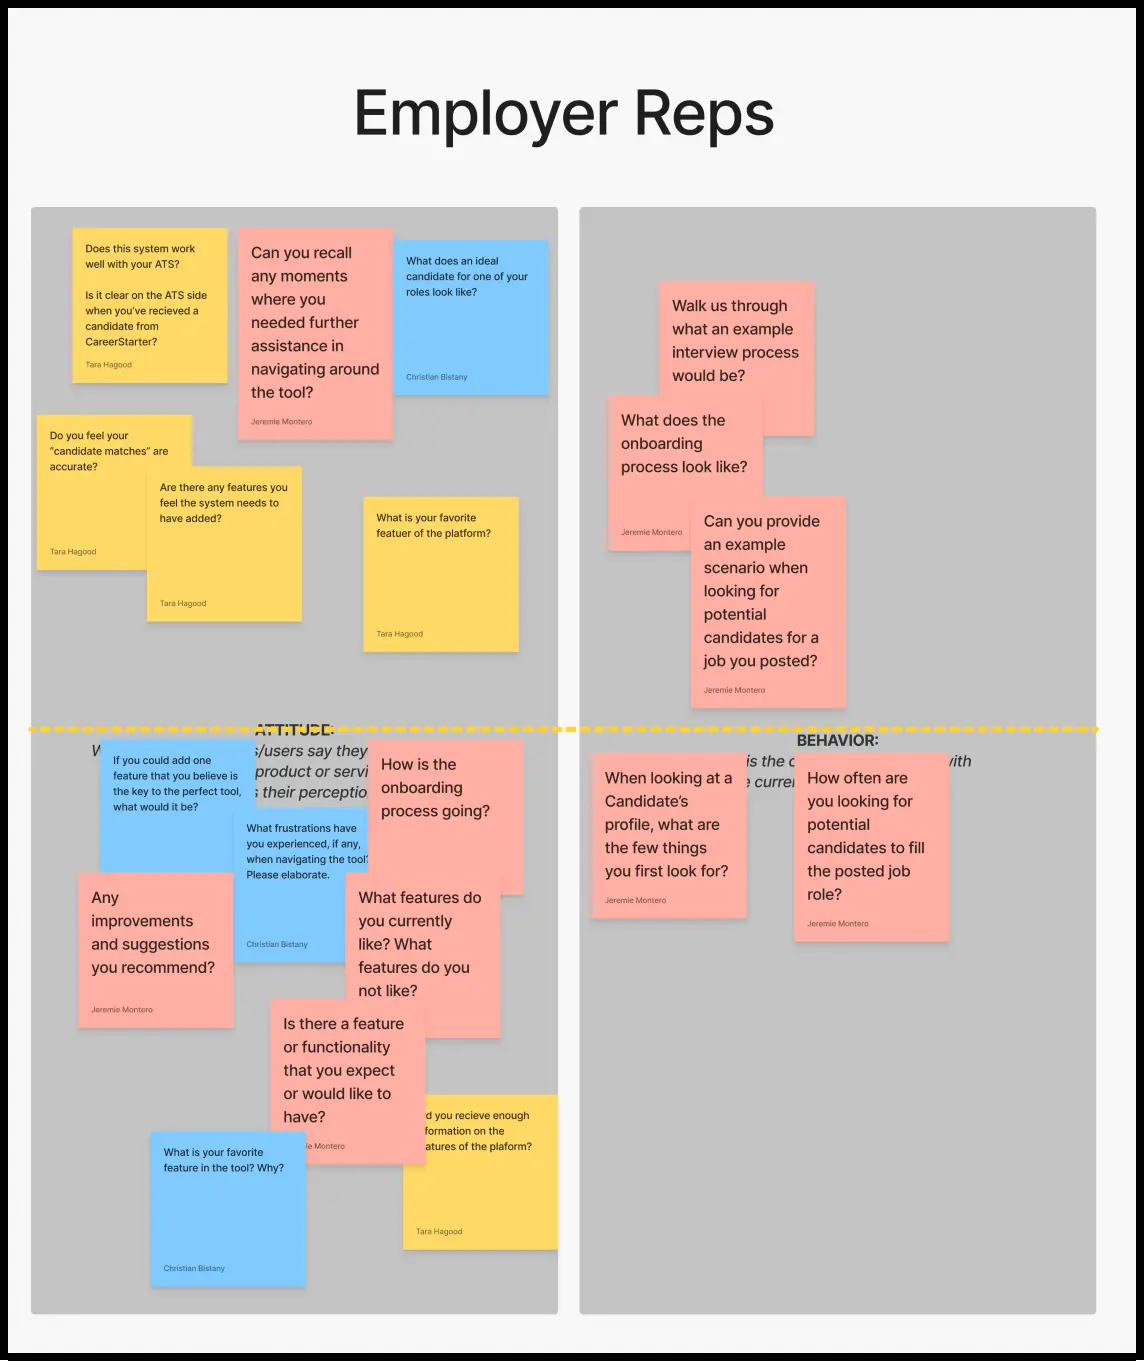 Employer Reps
Does this system work
well with your ATS?
Is it clear on the ATS side
when you've recieved a
candidate from
CareerStarter?
Tara Hagood
Can you recall
any moments
where you
needed further
assistance in
navigating around
the tool?
Jeremie Montero
What does an ideal
candidate for one of your
roles look like?
Christian Bistany
Do you feel your
“candidate matches” are
accurate?
Tara Hagood
Are there any features you
feel the system needs to
have added?
Tara Hagood
What is your favorite
featuer of the platform?
Tara Hagood
Walk us through
what an example
interview process
would be?
What does the
onboarding
process look like?
Jeremie Montero
Can you provide
an example
scenario when
looking for
potential
candidates for a
job you posted?
Jeremie Montero
ATTITUDE:
s/users say they
product or servi
s their perceptio
If you could add one
feature that you believe is
the key to the perfect tool,
what would it be?
What frustrations have
you experienced, if any,
when navigating the tool?
Please elaborate.
Christian Bistany
How is the
onboarding
process going?
Any
improvements
and suggestions
you recommend?
Jeremie Montero
What features do
you currently
like? What
features do you
not like?
Is there a feature
or functionality
that you expect
or would like to
have?
ie Montero
d you recieve enough
formation on the
atures of the plaform?
Tara Hagood
What is your favorite
feature in the tool? Why?
Christian Bistany
BEHAVIOR:
is the c
with
e curre
When looking at a
Candidate's
profile, what are
the few things
you first look for?
Jeremie Montero
How often are
you looking for
potential
candidates to fill
the posted job
role?
Jeremie Montero